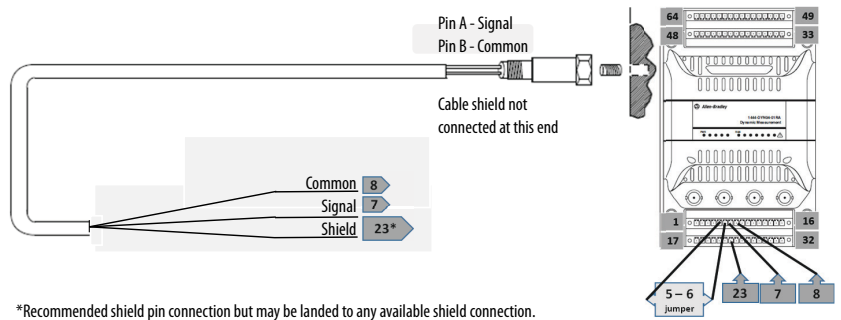 Pin A - Signal
Pin B - Common
Cable shield not
connected at this end
Common 8
Signal 7
Shield 23*
64 49
48 33
Allen-Bradley
Dynamic Measurement
1 16
17 32
5 – 6
jumper
23
7
8
*Recommended shield pin connection but may be landed to any available shield connection.